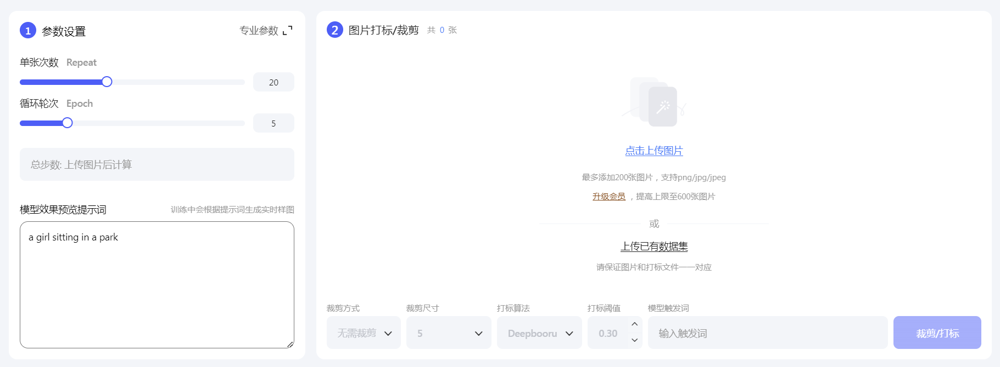 1 参数设置 专业参数
单张次数 Repeat
20
循环轮次 Epoch
5
总步数: 上传图片后计算
模型效果预览提示词 训练中会根据提示词生成实时样图
a girl sitting in a park
2 图片打标/裁剪 共 0 张
点击上传图片
最多添加200张图片，支持png/jpg/jpeg
升级会员 ，提高上限至600张图片
或
上传已有数据集
请保证图片和打标文件一一对应
裁剪方式 裁剪尺寸 打标算法 打标阈值 模型触发词
无需裁剪 5 Deepbooru 0.30 输入触发词 裁剪/打标